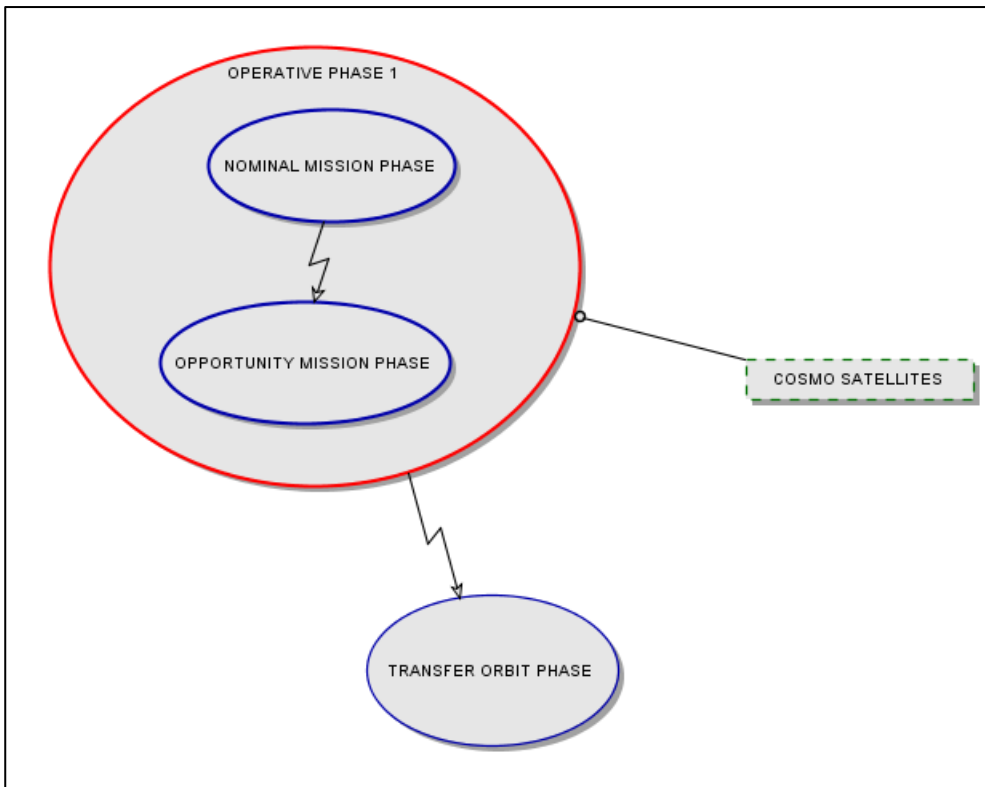 OPERATIVE PHASE 1
NOMINAL MISSION PHASE
OPPORTUNITY MISSION PHASE
COSMO SATELLITES
TRANSFER ORBIT PHASE